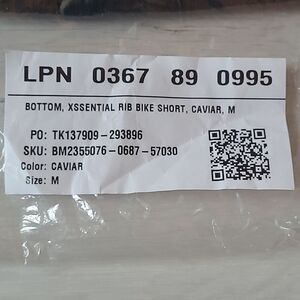 LPN 0367 89 0995
BOTTOM, XSSENTIAL RIB BIKE SHORT, CAVIAR, M
PO: TK137909-293896
SKU: BM2355076-0687-57030
Color: CAVIAR
Size: M